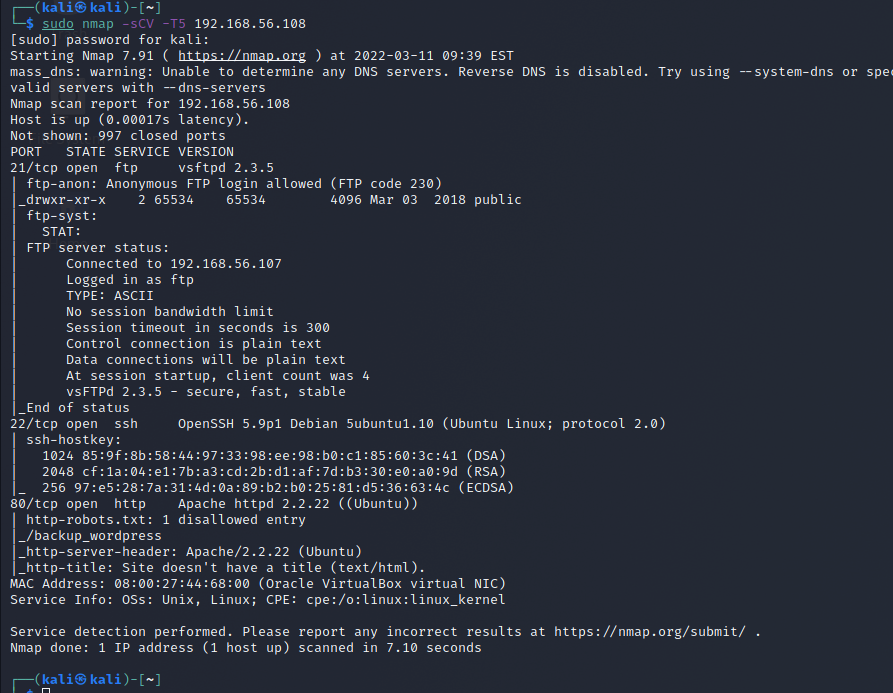 ┌──(kali㉿kali)-[~]
└─$ sudo nmap -sCV -T5 192.168.56.108
[sudo] password for kali:
Starting Nmap 7.91 ( https://nmap.org ) at 2022-03-11 09:39 EST
mass_dns: warning: Unable to determine any DNS servers. Reverse DNS is disabled. Try using --system-dns or spec
valid servers with --dns-servers
Nmap scan report for 192.168.56.108
Host is up (0.00017s latency).
Not shown: 997 closed ports
PORT   STATE SERVICE VERSION
21/tcp open  ftp     vsftpd 2.3.5
| ftp-anon: Anonymous FTP login allowed (FTP code 230)
|_drwxr-xr-x    2 65534    65534        4096 Mar 03  2018 public
| ftp-syst:
|   STAT:
| FTP server status:
|      Connected to 192.168.56.107
|      Logged in as ftp
|      TYPE: ASCII
|      No session bandwidth limit
|      Session timeout in seconds is 300
|      Control connection is plain text
|      Data connections will be plain text
|      At session startup, client count was 4
|      vsFTPd 2.3.5 - secure, fast, stable
|_End of status
22/tcp open  ssh     OpenSSH 5.9p1 Debian 5ubuntu1.10 (Ubuntu Linux; protocol 2.0)
| ssh-hostkey:
|   1024 85:9f:8b:58:44:97:33:98:ee:98:b0:c1:85:60:3c:41 (DSA)
|   2048 cf:1a:04:e1:7b:a3:cd:2b:d1:af:7d:b3:30:e0:a0:9d (RSA)
|_  256 97:e5:28:7a:31:4d:0a:89:b2:b0:25:81:d5:36:63:4c (ECDSA)
80/tcp open  http    Apache httpd 2.2.22 ((Ubuntu))
| http-robots.txt: 1 disallowed entry
|_/backup_wordpress
|_http-server-header: Apache/2.2.22 (Ubuntu)
|_http-title: Site doesn't have a title (text/html).
MAC Address: 08:00:27:44:68:00 (Oracle VirtualBox virtual NIC)
Service Info: OSs: Unix, Linux; CPE: cpe:/o:linux:linux_kernel

Service detection performed. Please report any incorrect results at https://nmap.org/submit/ .
Nmap done: 1 IP address (1 host up) scanned in 7.10 seconds

┌──(kali㉿kali)-[~]
└─$